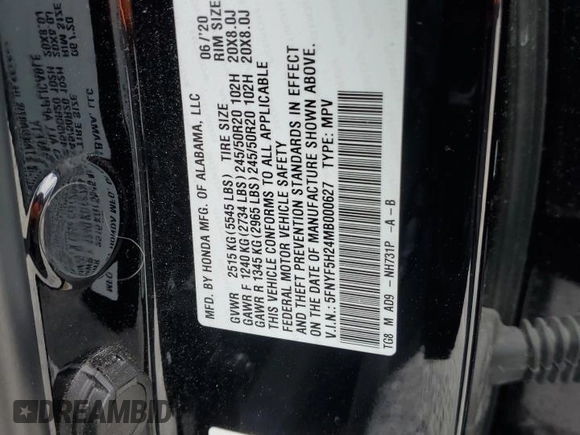 MFD. BY HONDA MFG. OF ALABAMA, LLC 06/'20
GVWR 2515 KG (5545 LBS) TIRE SIZE RIM SIZE
GAWR F 1240 KG (2734 LBS) 245/50R20 102H 20X8.0J
GAWR R 1345 KG (2965 LBS) 245/50R20 102H 20X8.0J
THIS VEHICLE CONFORMS TO ALL APPLICABLE
FEDERAL MOTOR VEHICLE SAFETY
AND THEFT PREVENTION STANDARDS IN EFFECT
ON THE DATE OF MANUFACTURE SHOWN ABOVE.
V.I.N.: 5FNYF5H24MB000627 TYPE: MPV
TG8 M AD9 -NH731P -A -B
DREAMBID